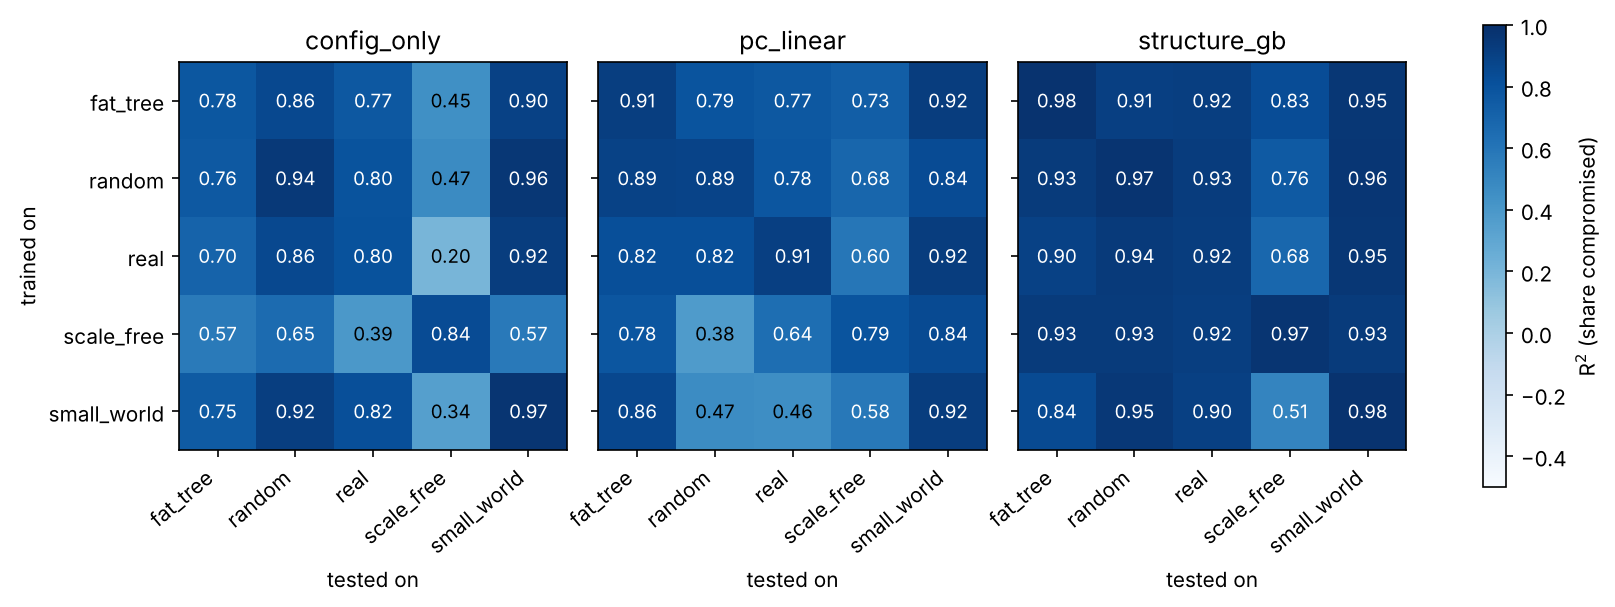 config_only pc_linear structure_gb
trained on
fat_tree 0.78 0.86 0.77 0.45 0.90 0.91 0.79 0.77 0.73 0.92 0.98 0.91 0.92 0.83 0.95
random 0.76 0.94 0.80 0.47 0.96 0.89 0.89 0.78 0.68 0.84 0.93 0.97 0.93 0.76 0.96
real 0.70 0.86 0.80 0.20 0.92 0.82 0.82 0.91 0.60 0.92 0.90 0.94 0.92 0.68 0.95
scale_free 0.57 0.65 0.39 0.84 0.57 0.78 0.38 0.64 0.79 0.84 0.93 0.93 0.92 0.97 0.93
small_world 0.75 0.92 0.82 0.34 0.97 0.86 0.47 0.46 0.58 0.92 0.84 0.95 0.90 0.51 0.98
fat_tree random real scale_free small_world fat_tree random real scale_free small_world fat_tree random real scale_free small_world
tested on tested on tested on
1.0
0.8
0.6
0.4
0.2
0.0
−0.2
−0.4
R² (share compromised)